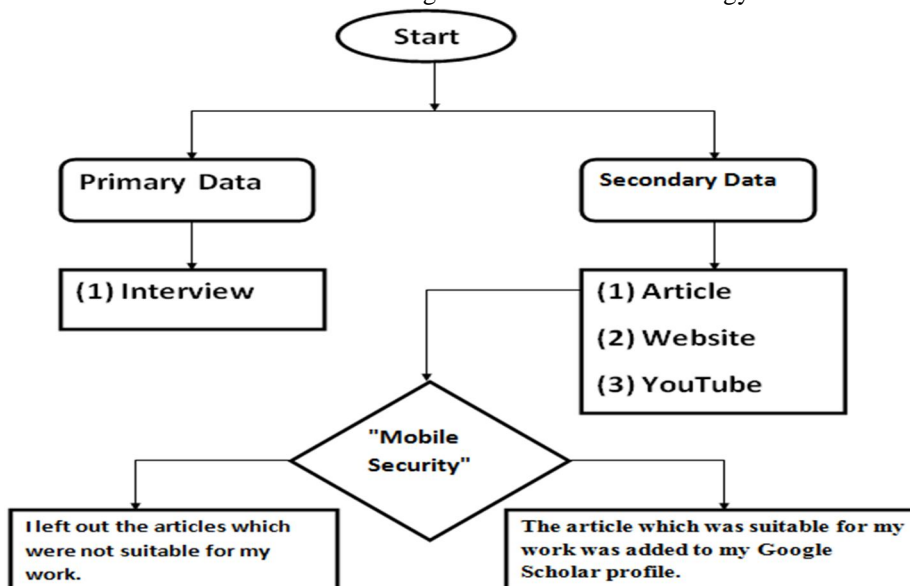 Start
Primary Data
Secondary Data
(1) Interview
(1) Article
(2) Website
(3) YouTube
"Mobile
Security"
I left out the articles which
were not suitable for my
work.
The article which was suitable for my
work was added to my Google
Scholar profile.